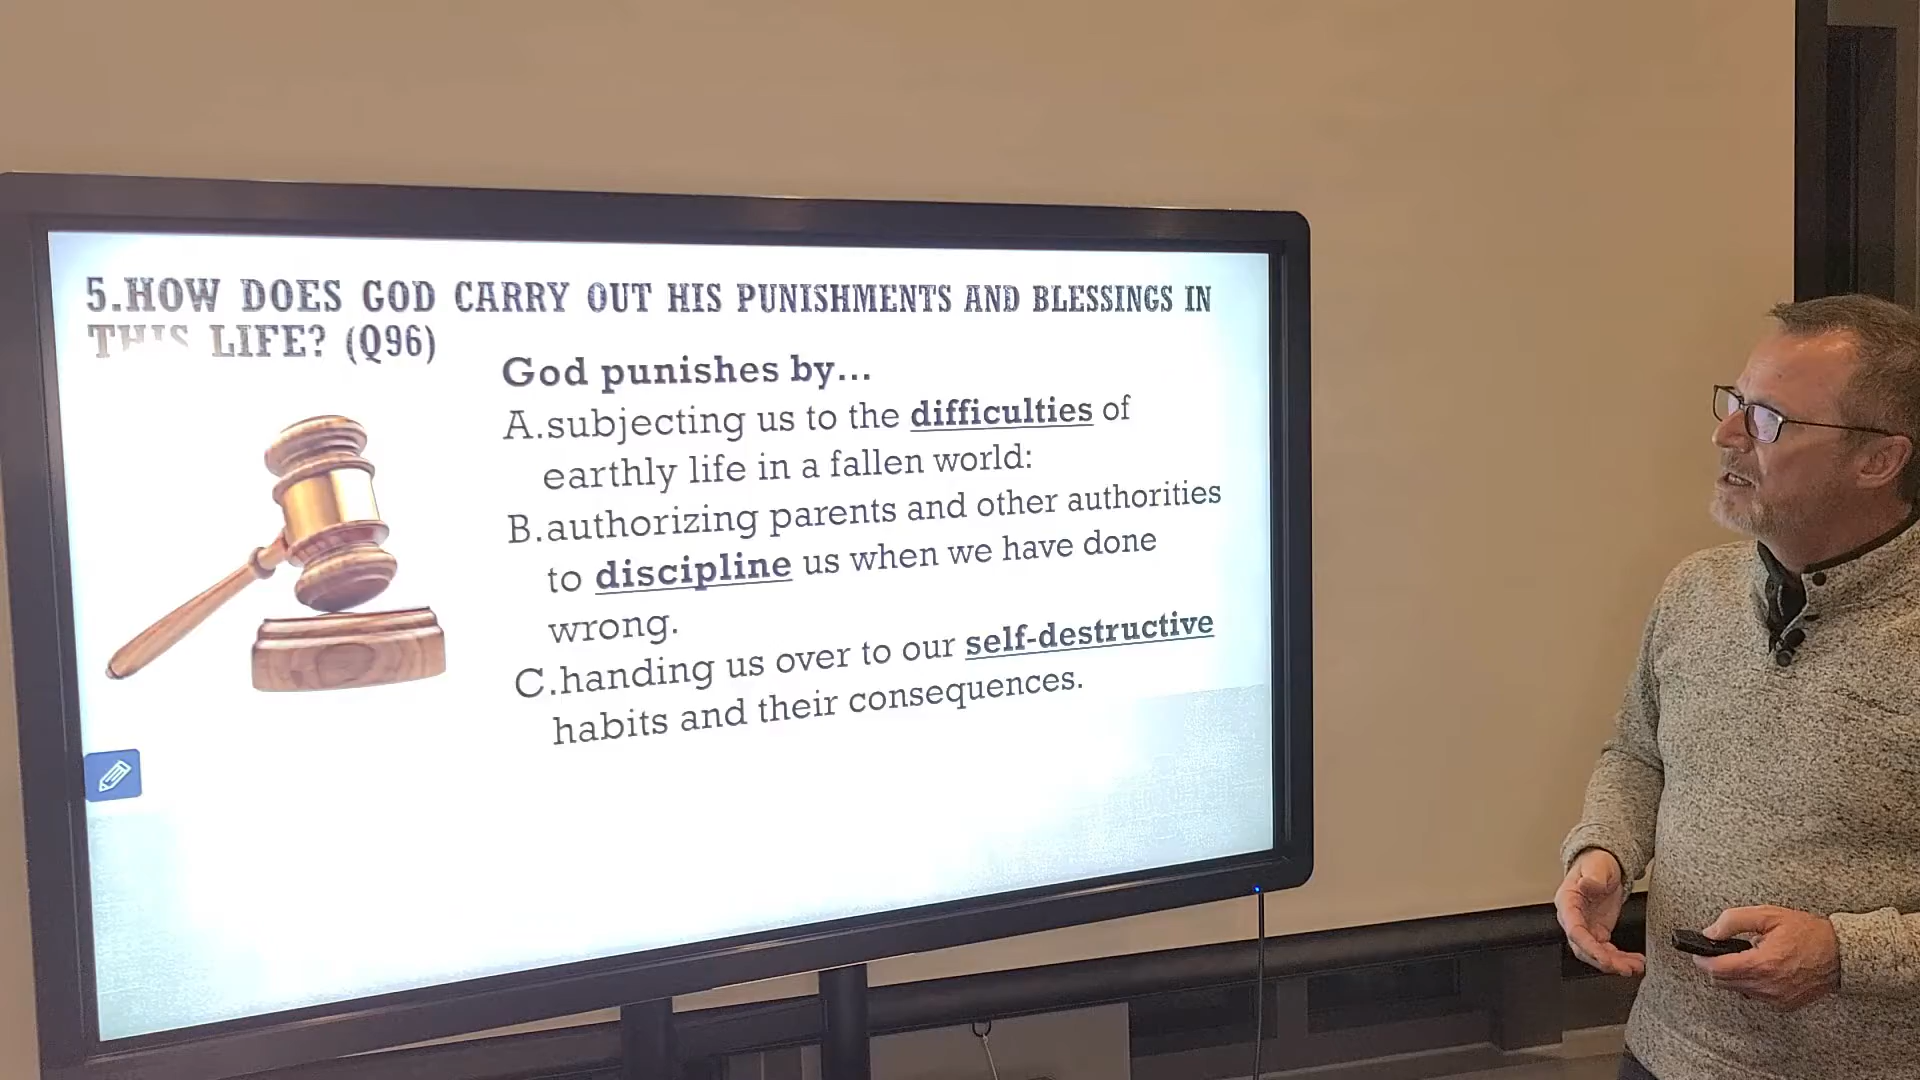 5.HOW DOES GOD CARRY OUT HIS PUNISHMENTS AND BLESSINGS IN
THIS LIFE? (Q96)
God punishes by...
A.subjecting us to the difficulties of
earthly life in a fallen world:
B.authorizing parents and other authorities
to discipline us when we have done
wrong.
C.handing us over to our self-destructive
habits and their consequences.